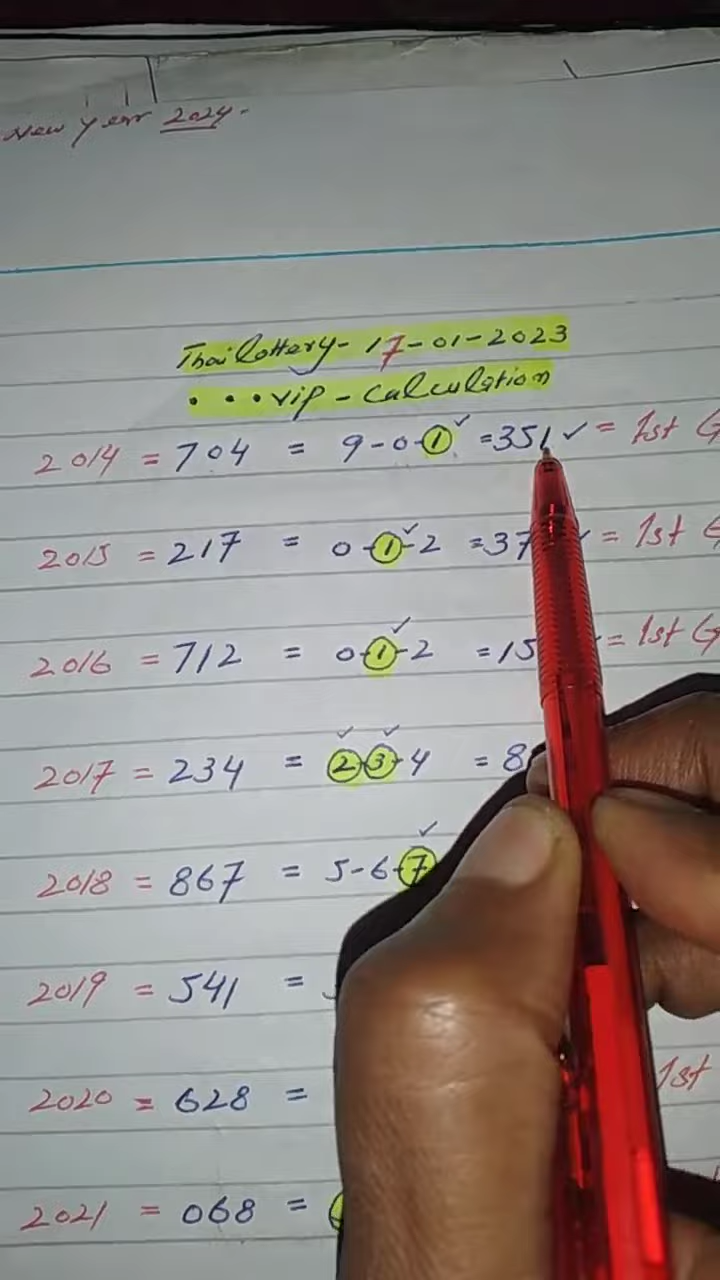 New year 2024-
Thai Lottery- 17-01-2023
...vip-calculation
2014 = 704 = 9-0-1 ✓ =351 ✓ = 1st
2015 = 217 = 0-1-2 ✓ =37 = 1st
2016 = 712 = 0-1-2 ✓ =15 = 1st
2017 = 234 = 2-3-4 ✓ ✓ = 8
2018 = 867 = 5-6-7 ✓
2019 = 541 =
2020 = 628 = 1st
2021 = 068 =